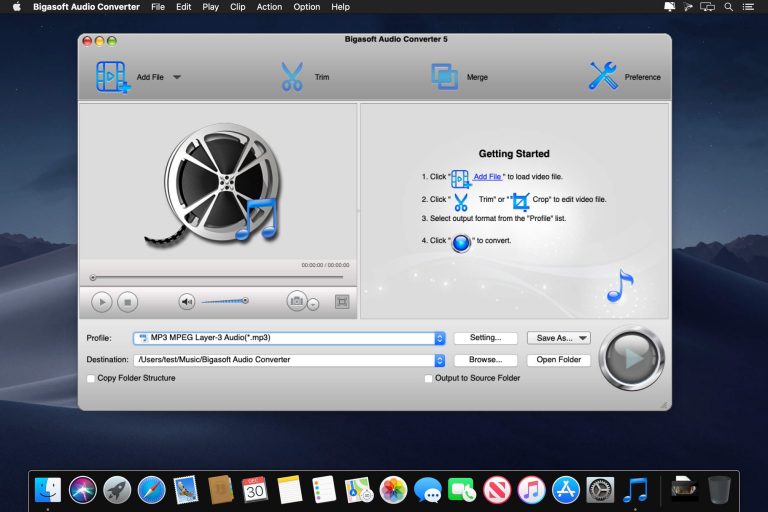 Bigasoft Audio Converter File Edit Play Clip Action Option Help
Bigasoft Audio Converter 5
Add File Trim Merge Preference
Getting Started
1. Click " Add File " to load video file.
2. Click " Trim" or " Crop" to edit video file.
3. Select output format from the "Profile" list.
4. Click " " to convert.
00:00:00 / 00:00:00
Profile: MP3 MPEG Layer-3 Audio(*.mp3) Setting... Save As...
Destination: /Users/test/Music/Bigasoft Audio Converter Browse... Open Folder
Copy Folder Structure Output to Source Folder
DEC
30